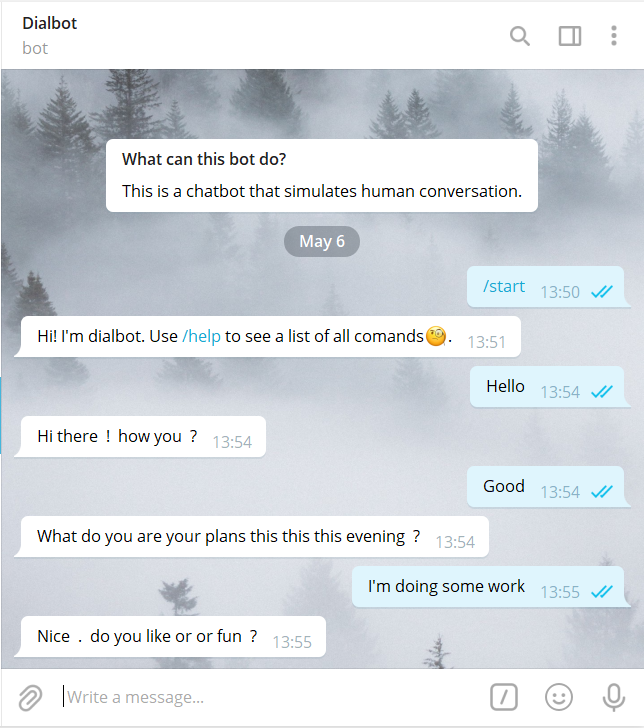 Dialbot
bot
What can this bot do?
This is a chatbot that simulates human conversation.
May 6
/start 13:50
Hi! I'm dialbot. Use /help to see a list of all comands🧐. 13:51
Hello 13:54
Hi there ! how you ? 13:54
Good 13:54
What do you are your plans this this this evening ? 13:54
I'm doing some work 13:55
Nice . do you like or or fun ? 13:55
Write a message...